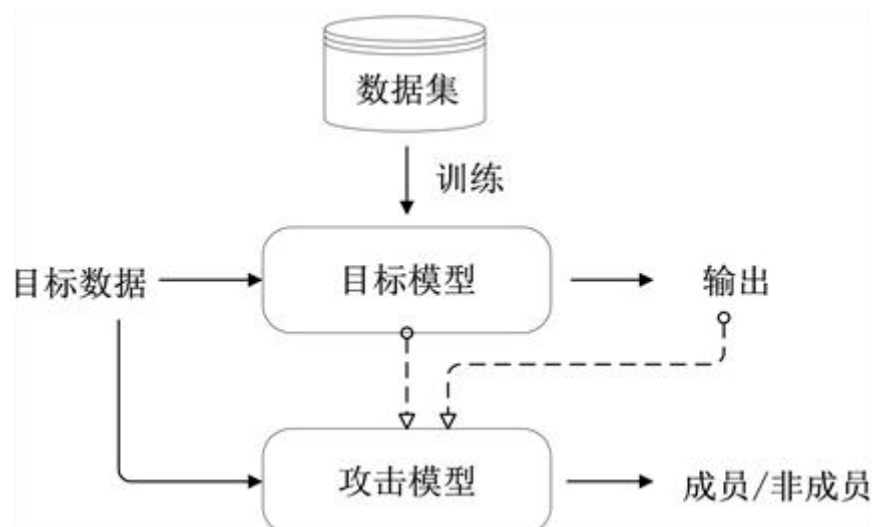 数据集
训练
目标数据
目标模型
输出
攻击模型
成员/非成员